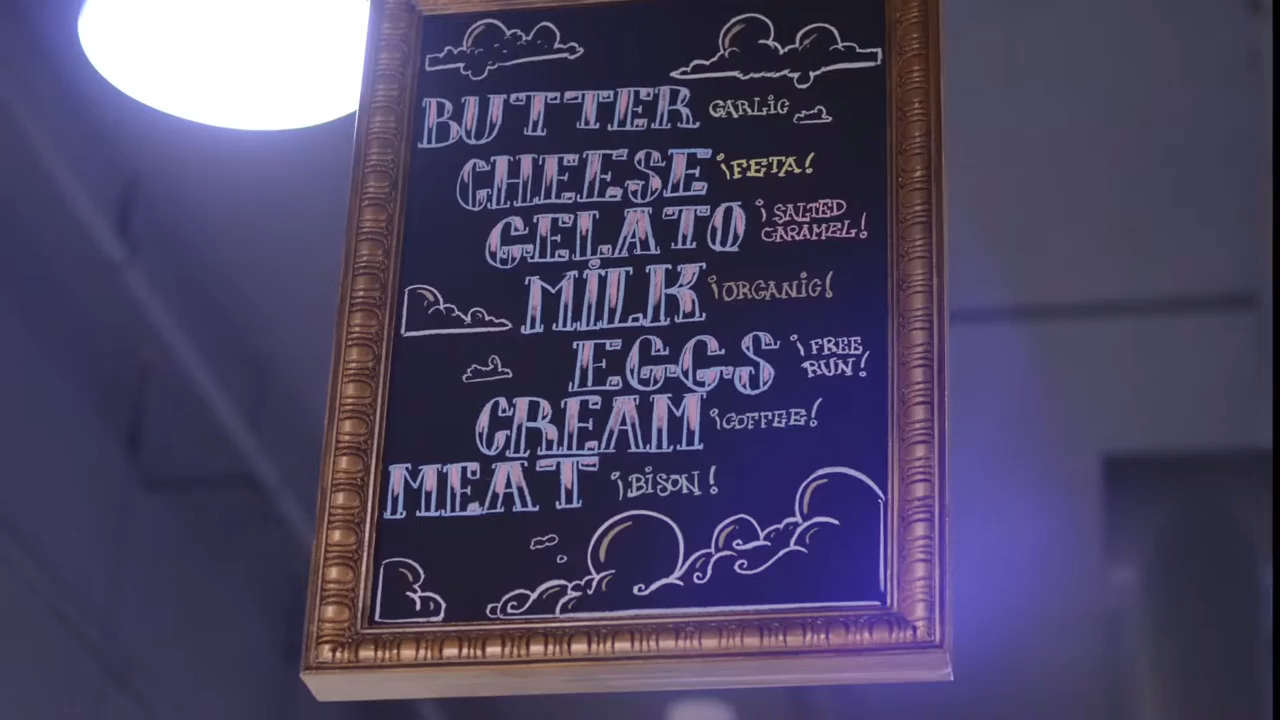 BUTTER GARLIC
CHEESE ¡FETA!
GELATO ¡SALTED
CARAMEL!
MILK ¡ORGANIC!
EGGS ¡FREE
RUN!
CREAM ¡COFFEE!
MEAT ¡BISON!